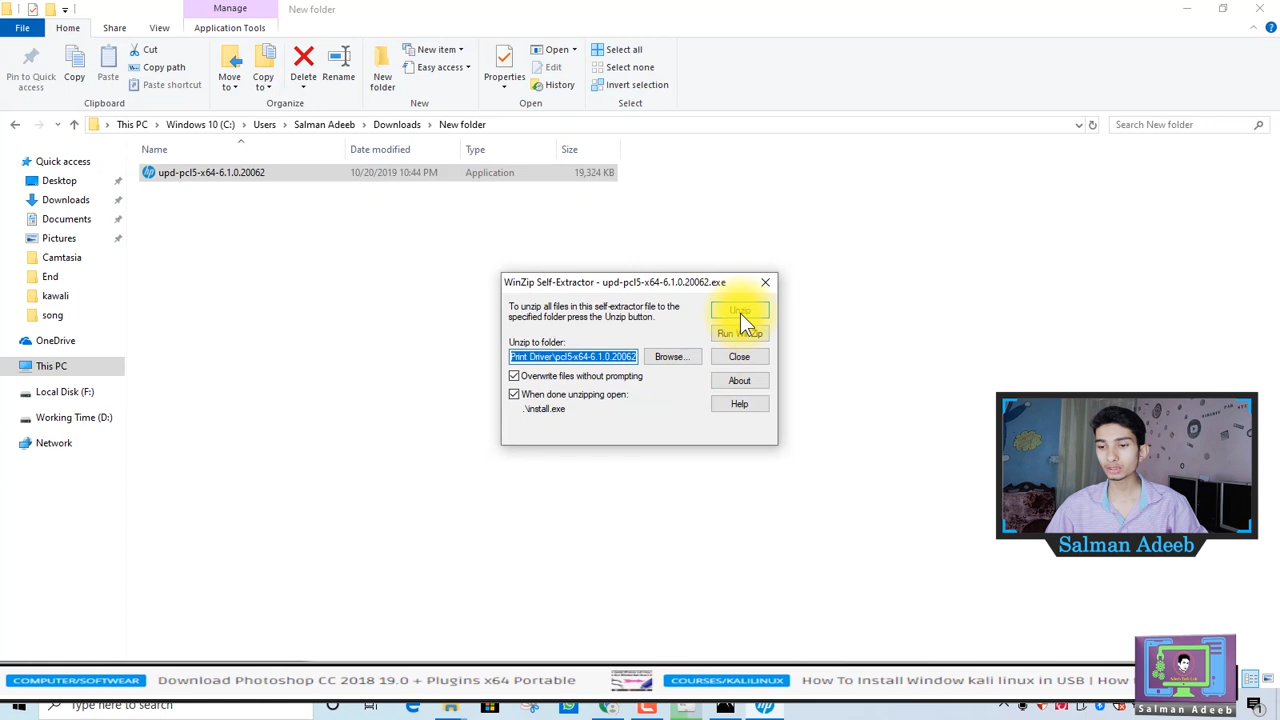 Manage
New folder
File
Home
Share
View
Application Tools
Pin to Quick access
Copy
Paste
Cut
Copy path
Paste shortcut
Clipboard
Move to
Copy to
Delete
Rename
Organize
New folder
New item
Easy access
New
Properties
Open
Edit
History
Open
Select all
Select none
Invert selection
Select
This PC
Windows 10 (C:)
Users
Salman Adeeb
Downloads
New folder
Search New folder
Name
Date modified
Type
Size
upd-pcl5-x64-6.1.0.20062
10/20/2019 10:44 PM
Application
19,324 KB
Quick access
Desktop
Downloads
Documents
Pictures
Camtasia
End
kawali
song
OneDrive
This PC
Local Disk (F:)
Working Time (D:)
Network
WinZip Self-Extractor - upd-pcl5-x64-6.1.0.20062.exe
To unzip all files in this self-extractor file to the
specified folder press the Unzip button.
Unzip to folder:
Print Driver\pcl5-x64-6.1.0.20062
Browse...
Overwrite files without prompting
When done unzipping open:
.\install.exe
Unzip
Run WinZip
Close
About
Help
Salman Adeeb
COMPUTER/SOFTWEAR
Download Photoshop CC 2018 19.0 + Plugins x64 Portable
COURSES/KALILINUX
How To Install Window kali linux in USB | How
Salman Adeeb
Type here to search